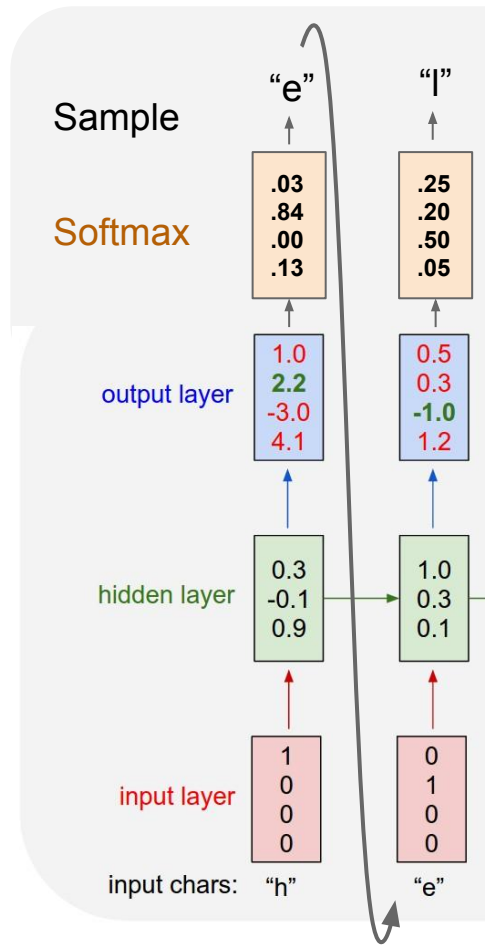 “e” “l”
Sample
.03 .25
.84 .20
Softmax
.00 .50
.13 .05
1.0 0.5
output layer 2.2 0.3
-3.0 -1.0
4.1 1.2
0.3 1.0
hidden layer -0.1 0.3
0.9 0.1
1 0
0 1
input layer
0 0
0 0
input chars: “h” “e”